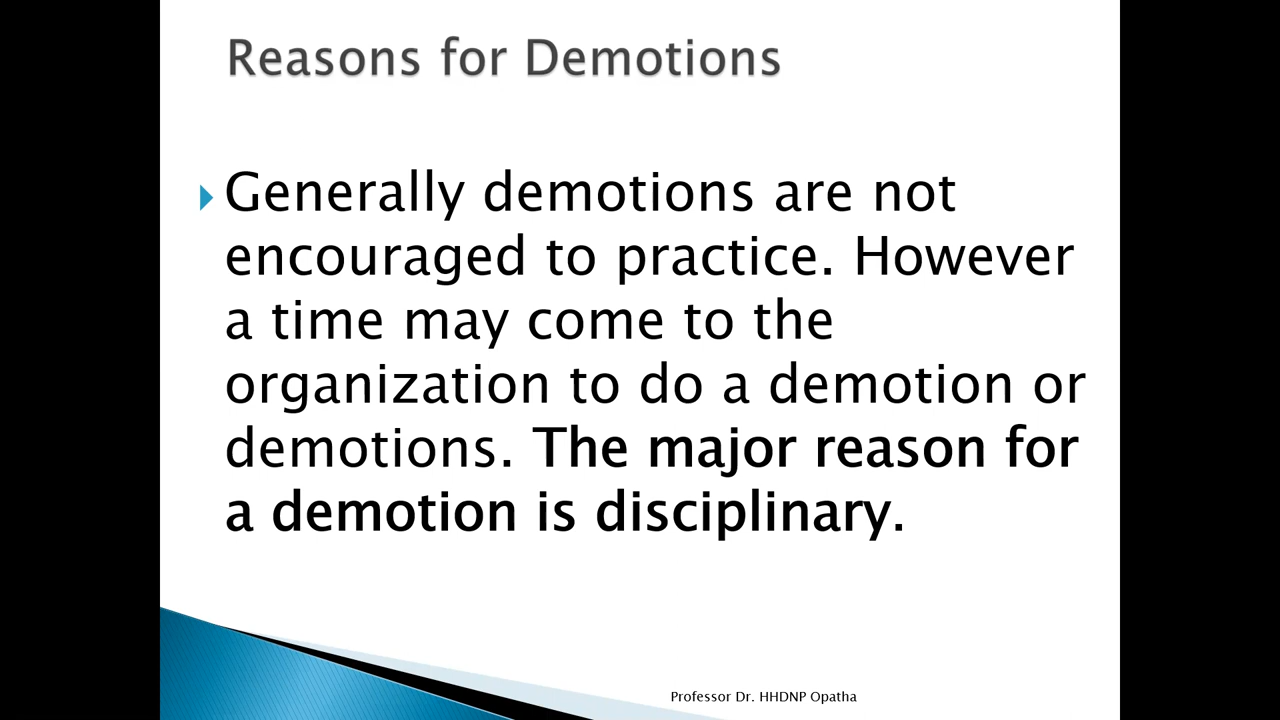 Reasons for Demotions
Generally demotions are not
encouraged to practice. However
a time may come to the
organization to do a demotion or
demotions. The major reason for
a demotion is disciplinary.
Professor Dr. HHDNP Opatha